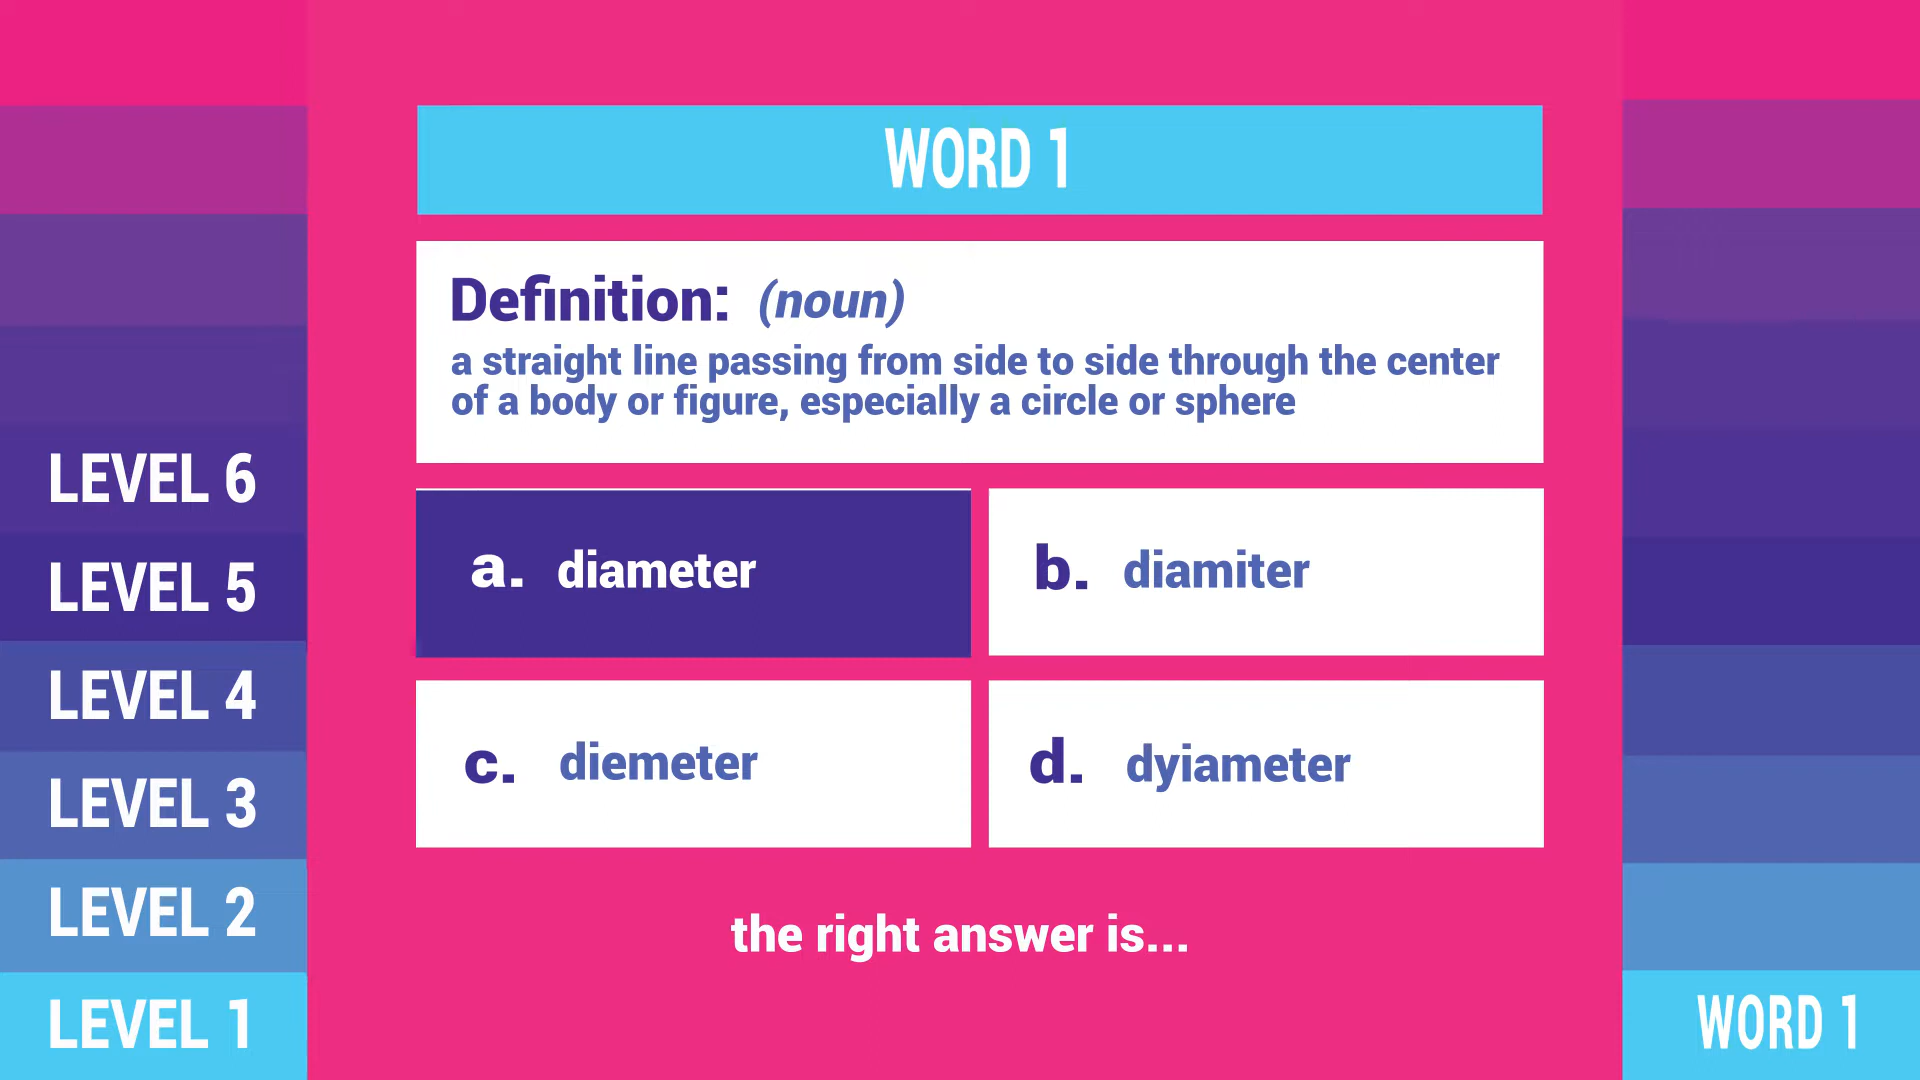 WORD 1
Definition: (noun)
a straight line passing from side to side through the center
of a body or figure, especially a circle or sphere
a. diameter
b. diamiter
c. diemeter
d. dyiameter
the right answer is...
LEVEL 6
LEVEL 5
LEVEL 4
LEVEL 3
LEVEL 2
LEVEL 1
WORD 1